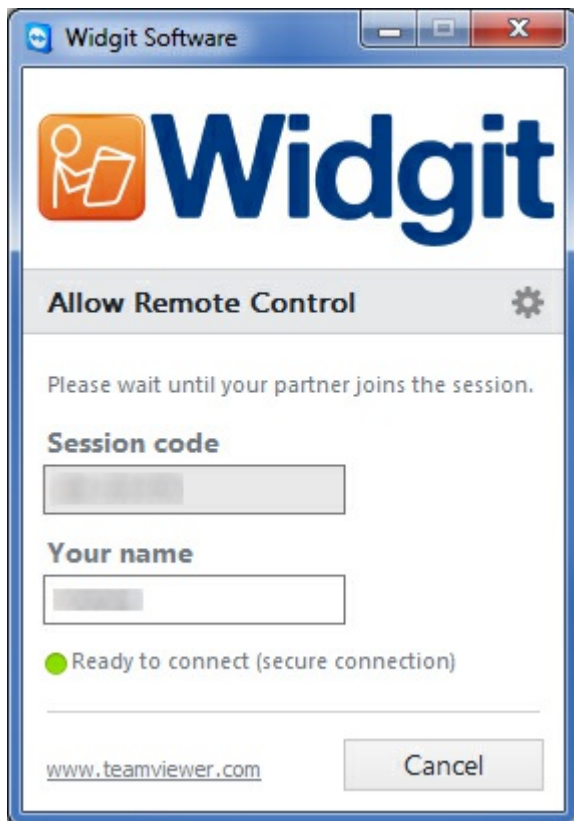 Widgit Software
Widgit
Allow Remote Control
Please wait until your partner joins the session.
Session code
Your name
Ready to connect (secure connection)
www.teamviewer.com
Cancel